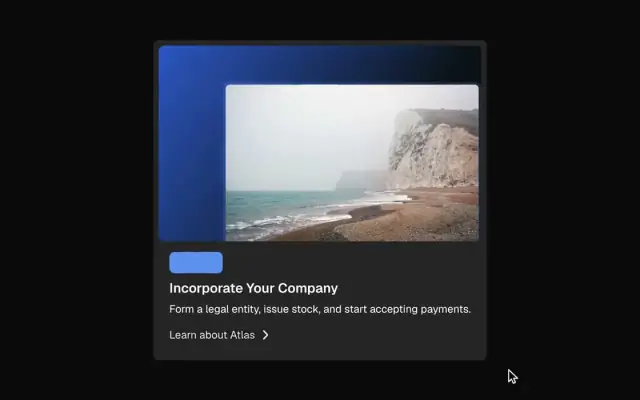 Incorporate Your Company
Form a legal entity, issue stock, and start accepting payments.
Learn about Atlas